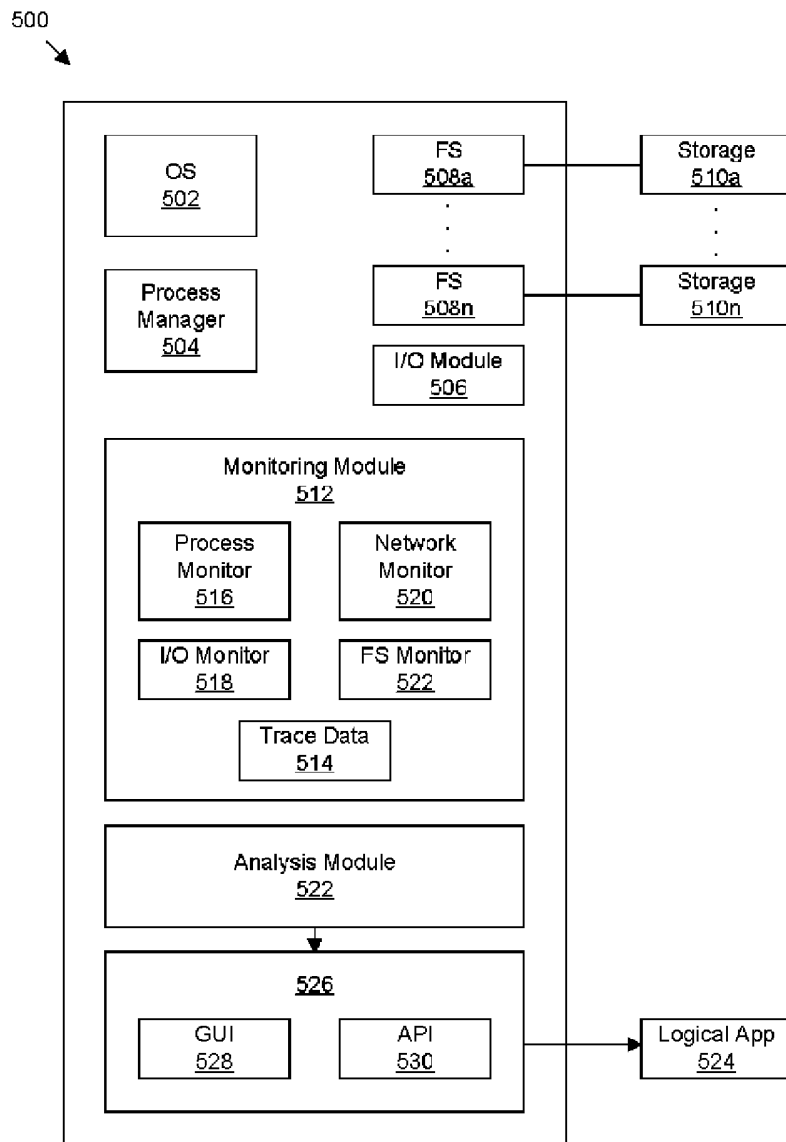 500
OS
502
FS
508a
Storage
510a
Process
Manager
504
FS
508n
Storage
510n
I/O Module
506
Monitoring Module
512
Process
Monitor
516
Network
Monitor
520
I/O Monitor
518
FS Monitor
522
Trace Data
514
Analysis Module
522
526
GUI
528
API
530
Logical App
524